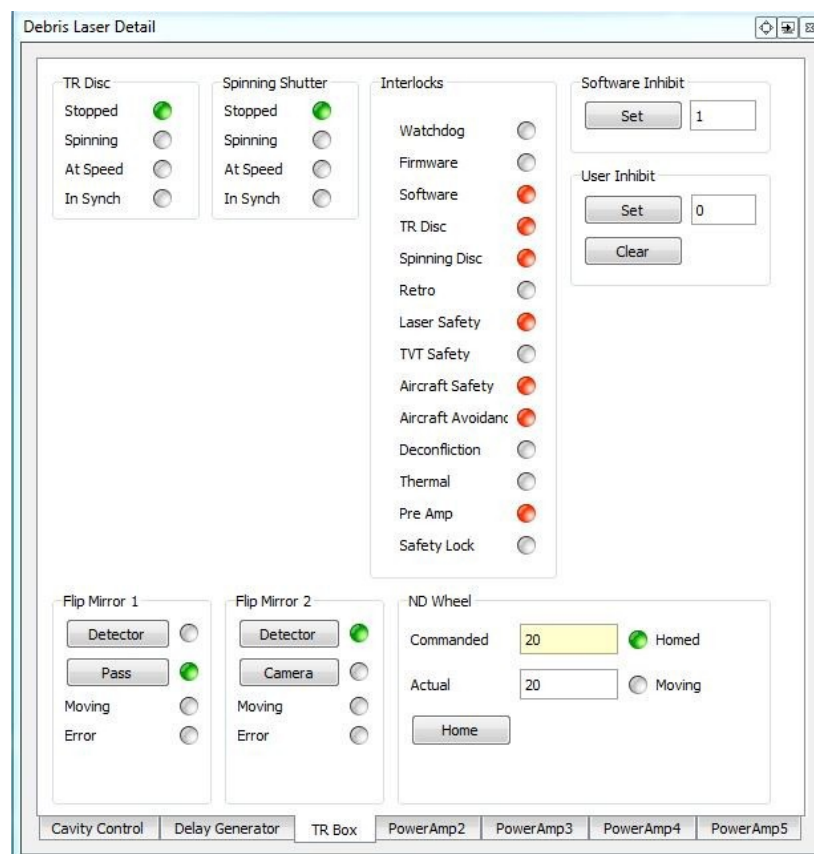 Debris Laser Detail
TR Disc
Stopped
Spinning
At Speed
In Synch
Spinning Shutter
Stopped
Spinning
At Speed
In Synch
Interlocks
Watchdog
Firmware
Software
TR Disc
Spinning Disc
Retro
Laser Safety
TVT Safety
Aircraft Safety
Aircraft Avoidanc
Deconfliction
Thermal
Pre Amp
Safety Lock
Software Inhibit
Set 1
User Inhibit
Set 0
Clear
Flip Mirror 1
Detector
Pass
Moving
Error
Flip Mirror 2
Detector
Camera
Moving
Error
ND Wheel
Commanded 20 Homed
Actual 20 Moving
Home
Cavity Control Delay Generator TR Box PowerAmp2 PowerAmp3 PowerAmp4 PowerAmp5